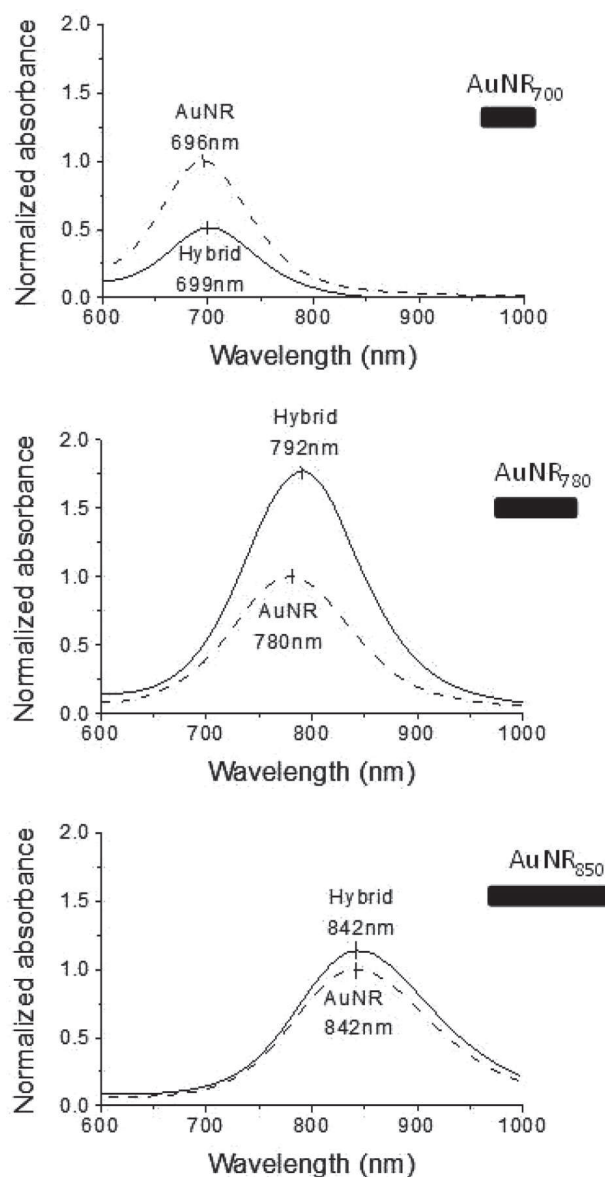 2.0
AuNR700
AuNR
696nm
1.5
1.0
0.5
0.0
Hybrid
699nm
Normalized absorbance
600 700 800 900 1000
Wavelength (nm)
Hybrid
792nm
2.0
AuNR780
1.5
1.0
0.5
0.0
AuNR
780nm
Normalized absorbance
600 700 800 900 1000
Wavelength (nm)
2.0
AuNR850
Hybrid
842nm
1.5
1.0
0.5
0.0
AuNR
842nm
Normalized absorbance
600 700 800 900 1000
Wavelength (nm)